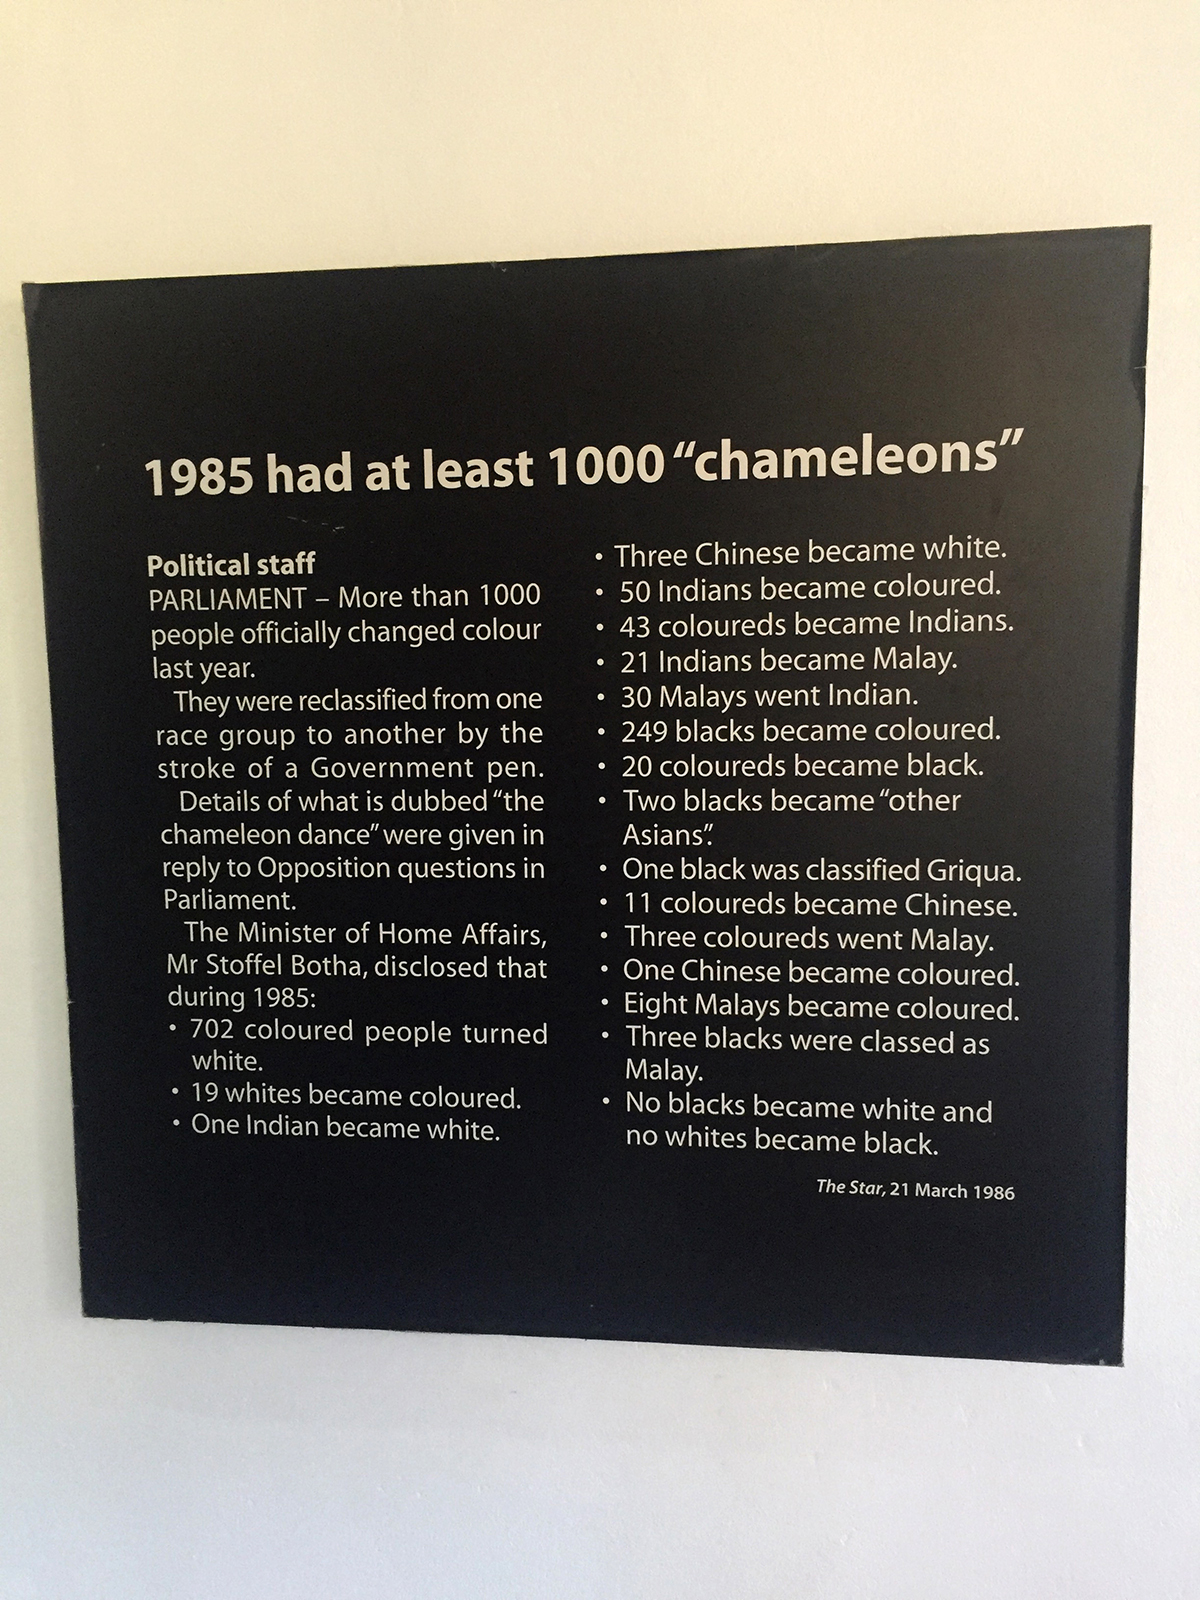 1985 had at least 1000 “chameleons”
Political staff
PARLIAMENT – More than 1000
people officially changed colour
last year.
They were reclassified from one
race group to another by the
stroke of a Government pen.
Details of what is dubbed “the
chameleon dance” were given in
reply to Opposition questions in
Parliament.
The Minister of Home Affairs,
Mr Stoffel Botha, disclosed that
during 1985:
• 702 coloured people turned
white.
• 19 whites became coloured.
• One Indian became white.
• Three Chinese became white.
• 50 Indians became coloured.
• 43 coloureds became Indians.
• 21 Indians became Malay.
• 30 Malays went Indian.
• 249 blacks became coloured.
• 20 coloureds became black.
• Two blacks became “other
Asians”.
• One black was classified Griqua.
• 11 coloureds became Chinese.
• Three coloureds went Malay.
• One Chinese became coloured.
• Eight Malays became coloured.
• Three blacks were classed as
Malay.
• No blacks became white and
no whites became black.
The Star, 21 March 1986